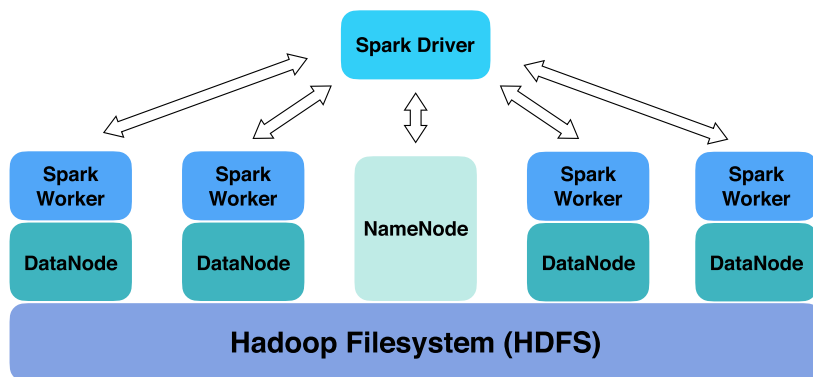 Spark Driver
Spark
Worker
Spark
Worker
NameNode
Spark
Worker
Spark
Worker
DataNode
DataNode
DataNode
DataNode
Hadoop Filesystem (HDFS)